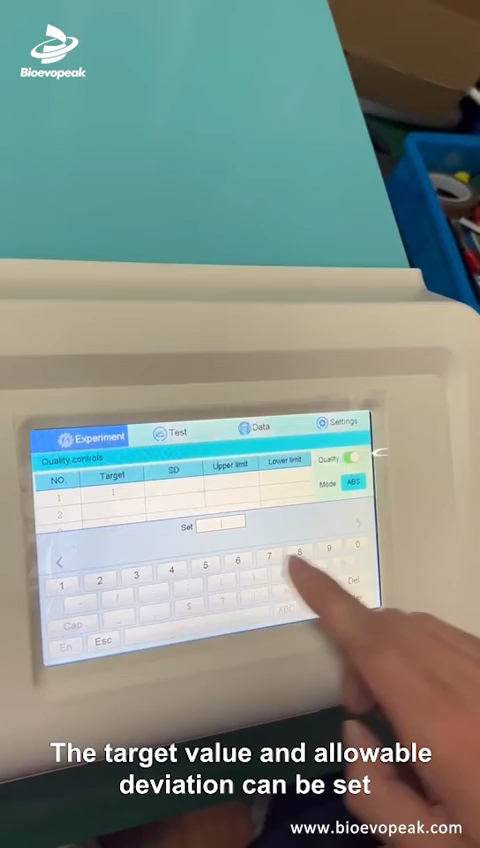 Bioevopeak
Experiment
Test
Data
Settings
Quality controls
NO. Target SD Upper limit Lower limit
Quality
1 1
Mode ABS
2
Set
1 2 3 4 5 6 7 8 9 0
- / $ ? Del
Cap ABC
En Esc
The target value and allowable
deviation can be set
www.bioevopeak.com